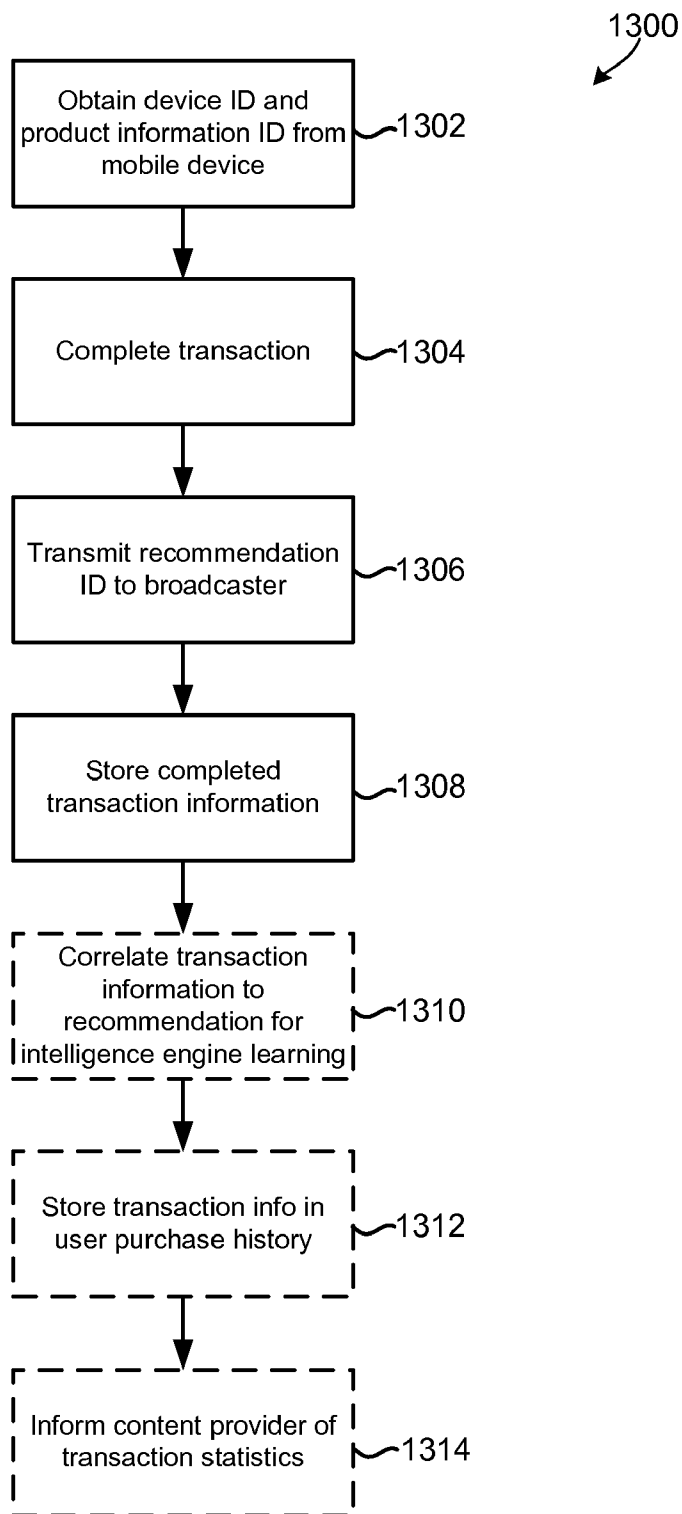 1300
Obtain device ID and
product information ID from
mobile device
1302
Complete transaction
1304
Transmit recommendation
ID to broadcaster
1306
Store completed
transaction information
1308
Correlate transaction
information to
recommendation for
intelligence engine learning
1310
Store transaction info in
user purchase history
1312
Inform content provider of
transaction statistics
1314